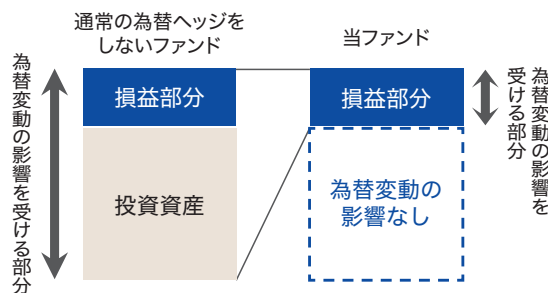 通常の為替ヘッジを
しないファンド
当ファンド
為替変動の影響を受ける部分
損益部分
投資資産
損益部分
為替変動の
影響なし
為替変動の影響を
受ける部分